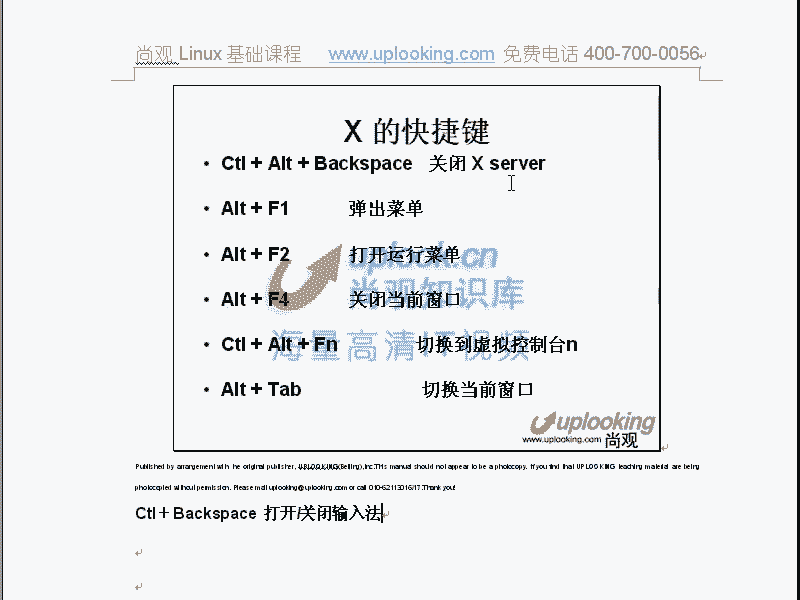 尚观 Linux 基础课程 www.uplooking.com 免费电话 400-700-0056
X 的快捷键
• Ctl + Alt + Backspace 关闭 X server
• Alt + F1 弹出菜单
• Alt + F2 打开运行菜单
• Alt + F4 关闭当前窗口
• Ctl + Alt + Fn 切换到虚拟控制台n
• Alt + Tab 切换当前窗口
uplook.cn
尚观知识库
海量高清IT视频
uplooking
www.uplooking.com 尚观
Published by arrangement with the original publisher, UPLOOKING(Beijing),Inc.This manual should not appear to be a photocopy. If you find that UPLOOKING teaching material are being
photocopied without permission. Please mail uplooking@uplooking.com or call 010-62113016/17.Thank you!
Ctl + Backspace 打开/关闭输入法